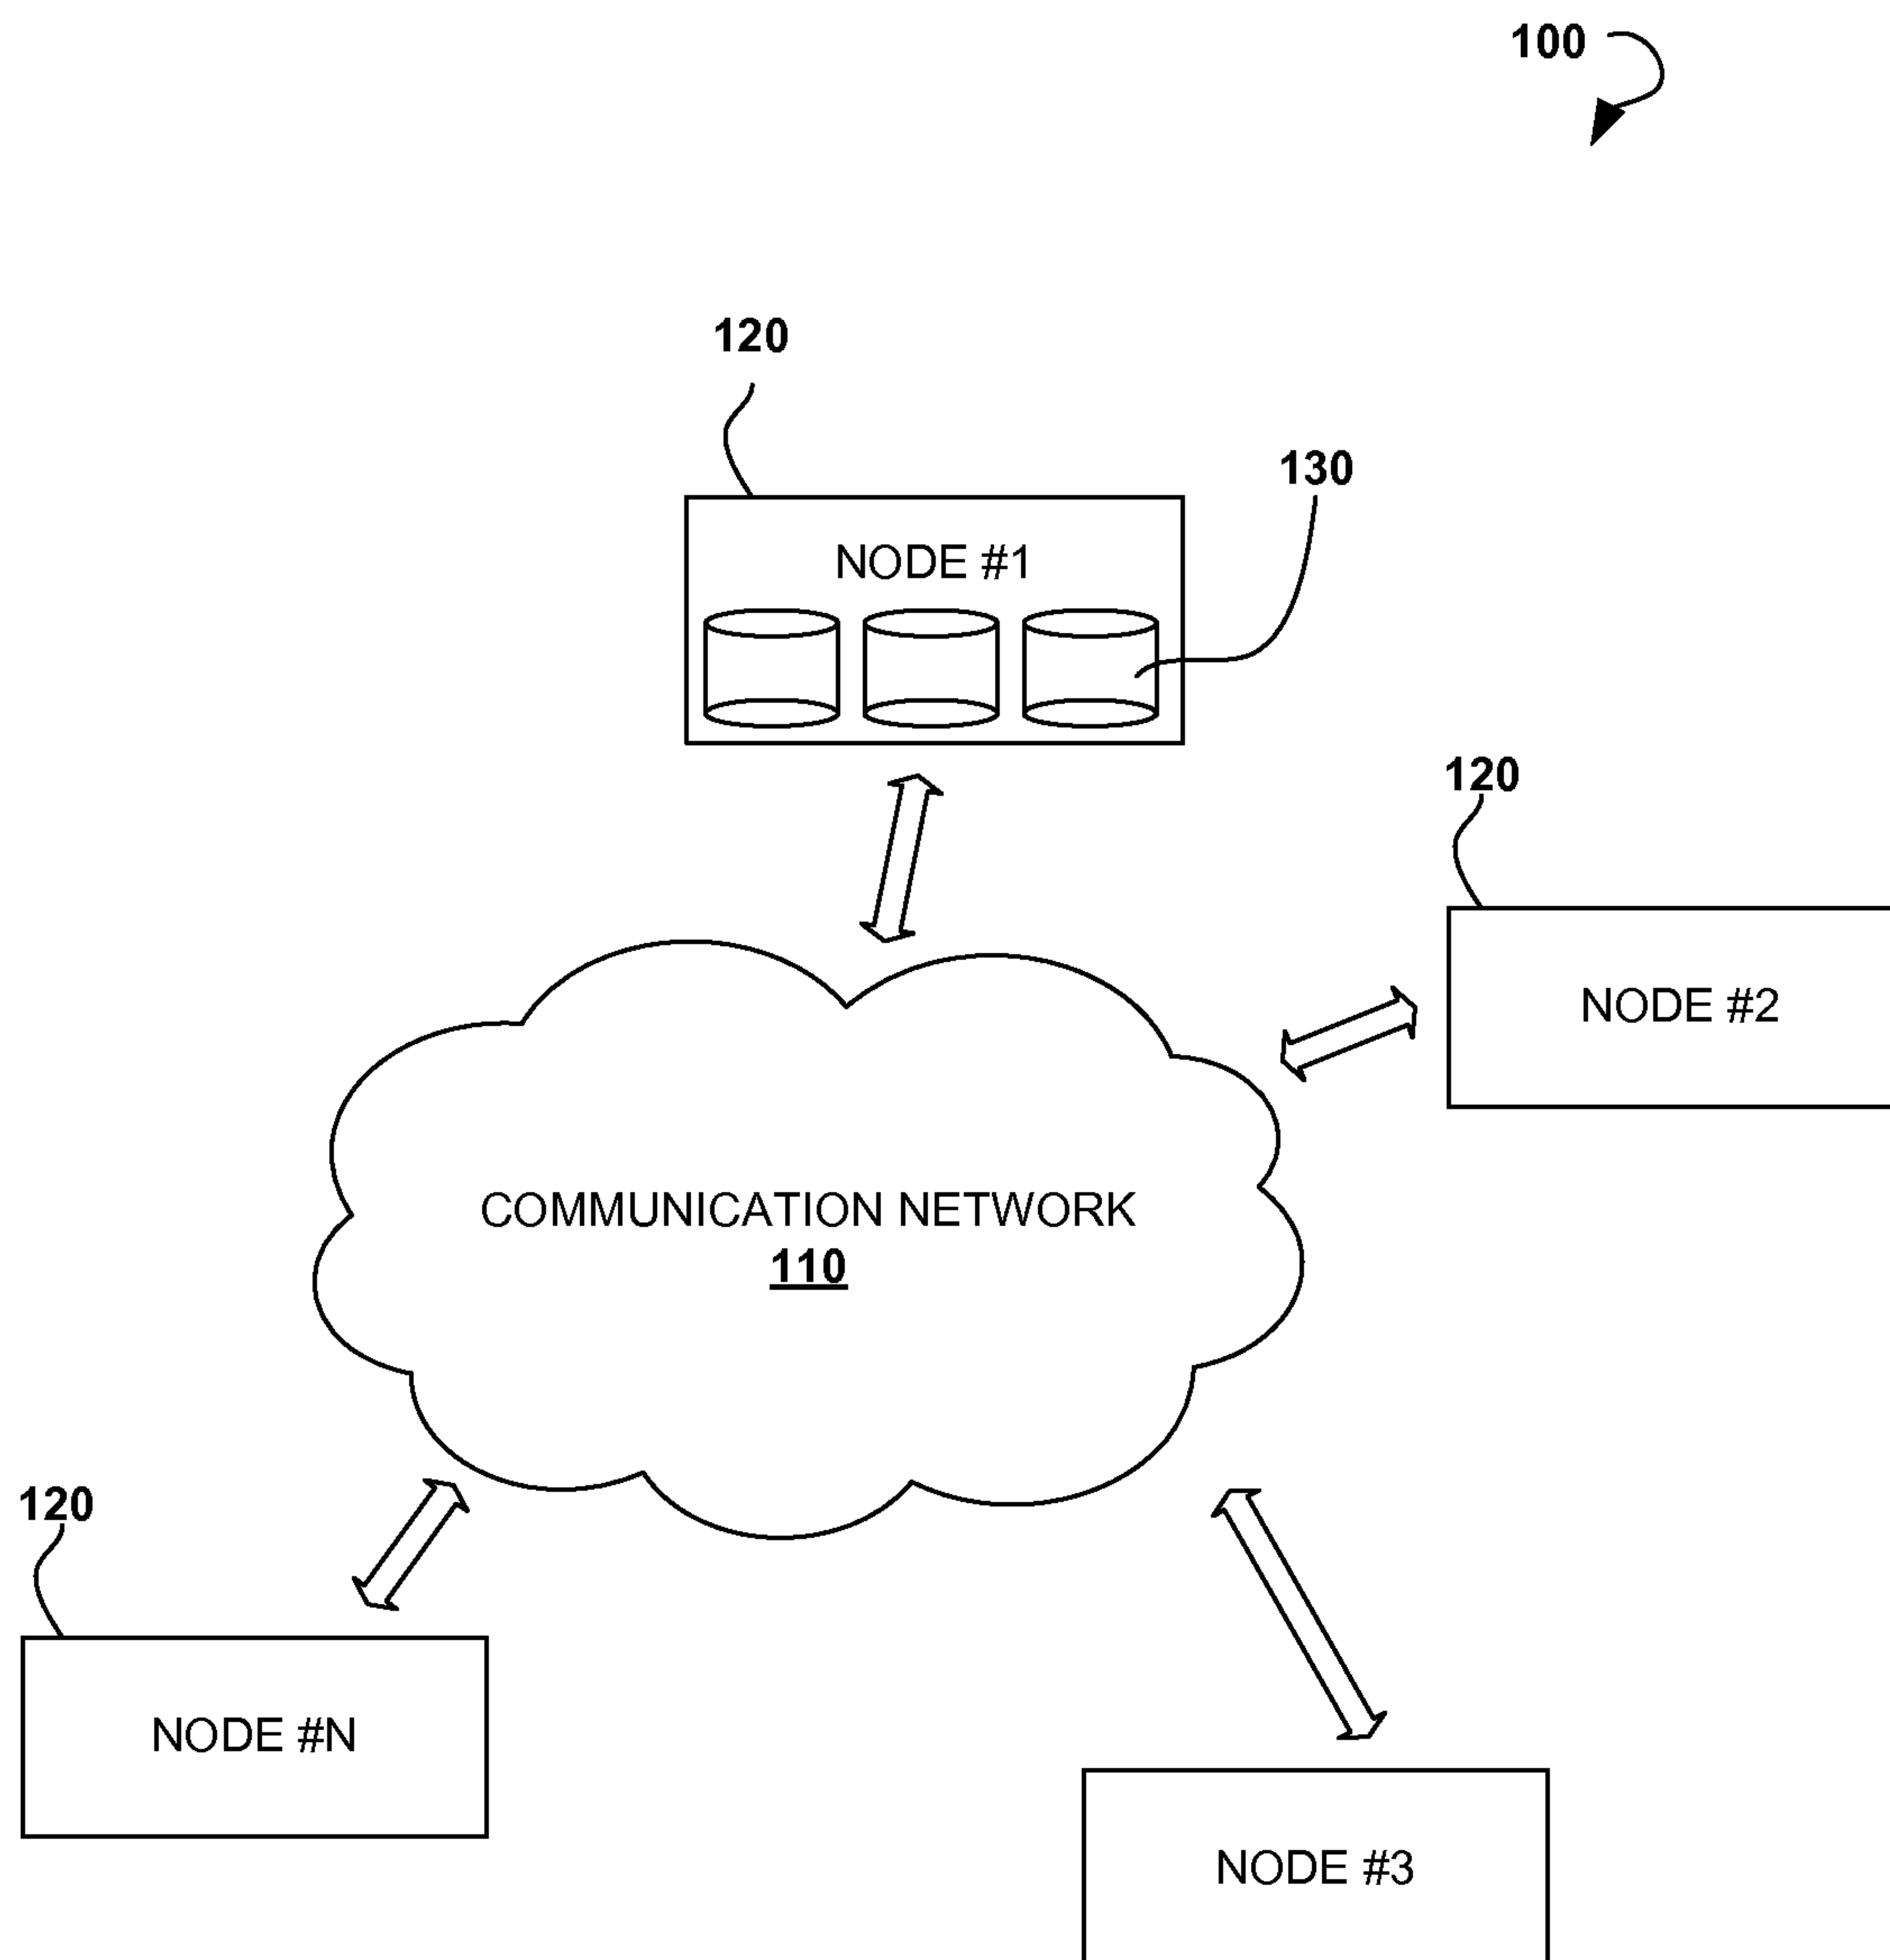 100
120
130
NODE #1
120
NODE #2
COMMUNICATION NETWORK
110
120
NODE #N
NODE #3